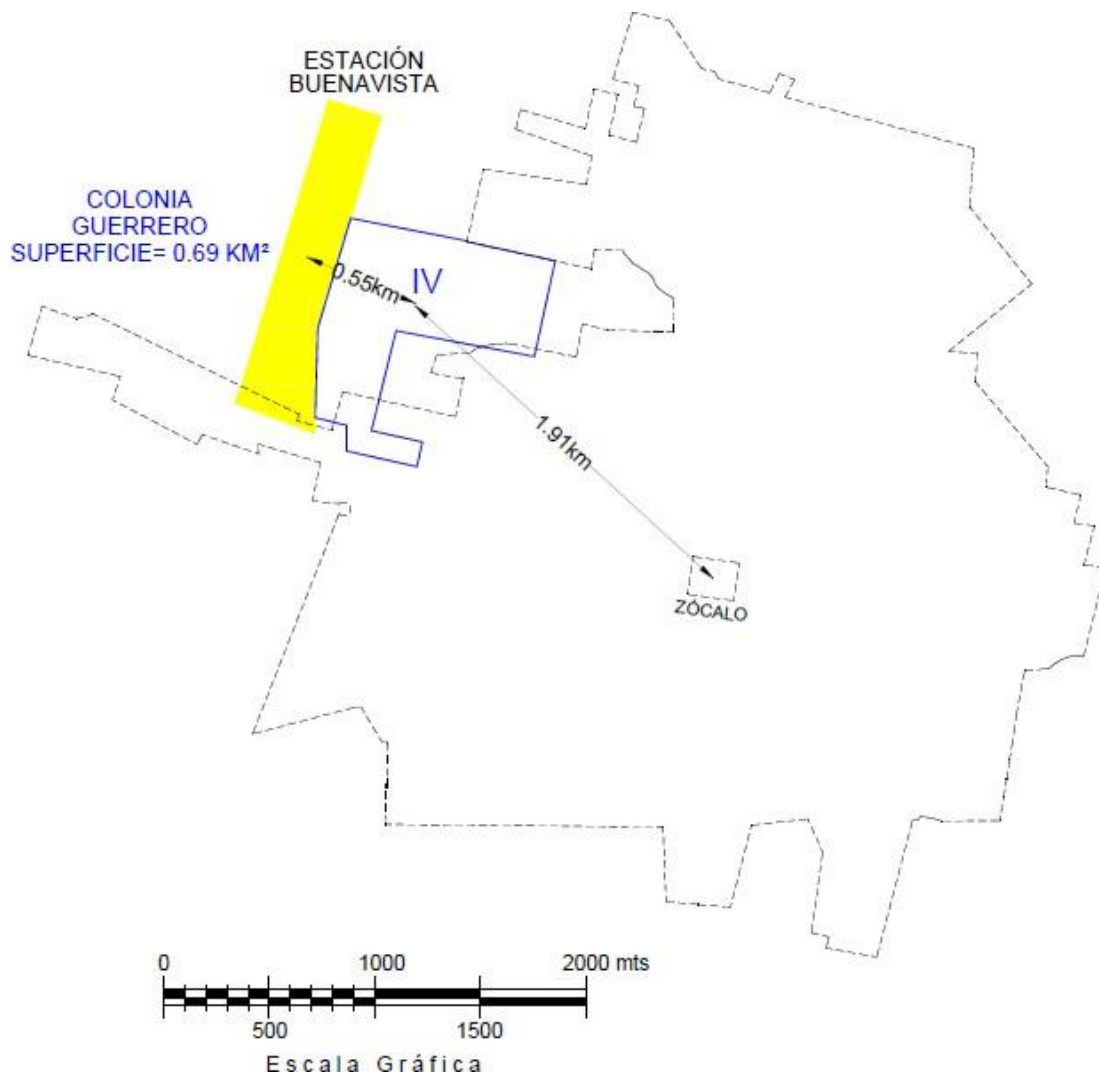 ESTACIÓN
BUENAVISTA
COLONIA
GUERRERO
SUPERFICIE= 0.69 KM²
0.55km
IV
1.91km
ZÓCALO
0 1000 2000 mts
500 1500
Escala Gráfica